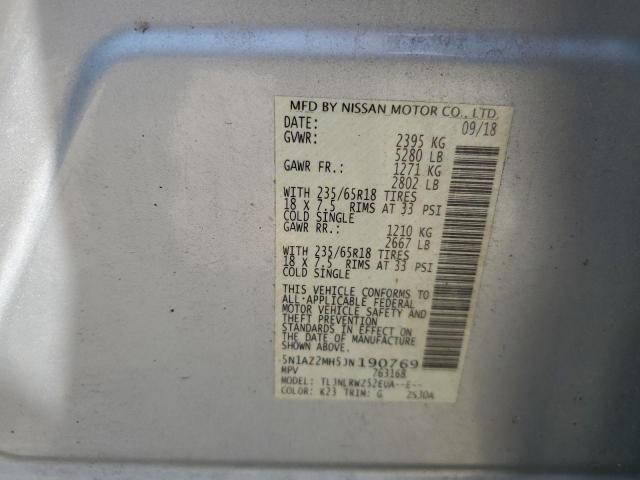 MFD BY NISSAN MOTOR CO., LTD.
DATE: 09/18
GVWR: 2395 KG
5280 LB
GAWR FR.: 1271 KG
2802 LB
WITH 235/65R18 TIRES
18 X 7.5 RIMS AT 33 PSI
COLD SINGLE
GAWR RR.: 1210 KG
2667 LB
WITH 235/65R18 TIRES
18 X 7.5 RIMS AT 33 PSI
COLD SINGLE
THIS VEHICLE CONFORMS TO
ALL APPLICABLE FEDERAL
MOTOR VEHICLE SAFETY AND
THEFT PREVENTION
STANDARDS IN EFFECT ON
THE DATE OF MANUFACTURE
SHOWN ABOVE.
5N1AZ2MH5JN190769
MPV 763168
MODEL: TLJNLRWZ52EUA--E--
COLOR: K23 TRIM: G 2530A